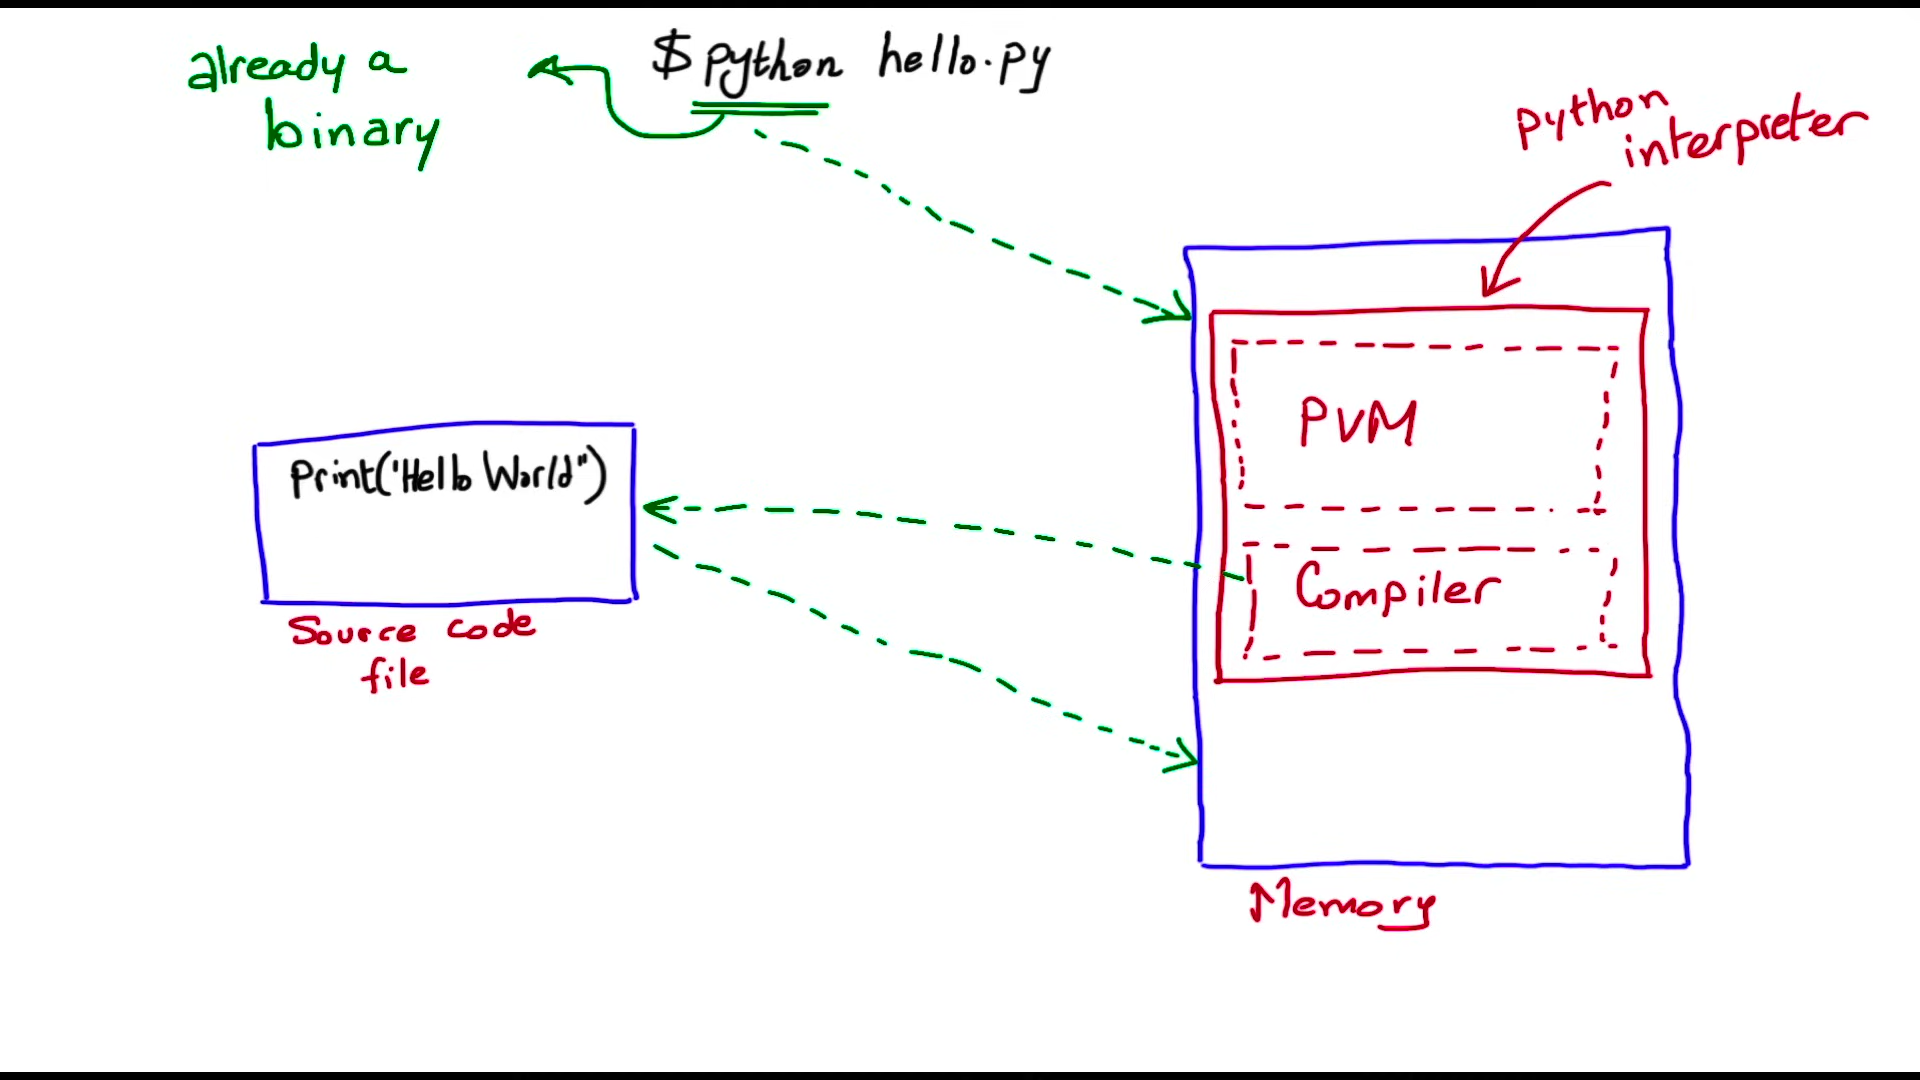 already a
binary
$ python hello.py
python
interpreter
PVM
Print('Hello World")
Compiler
Source code
file
Memory